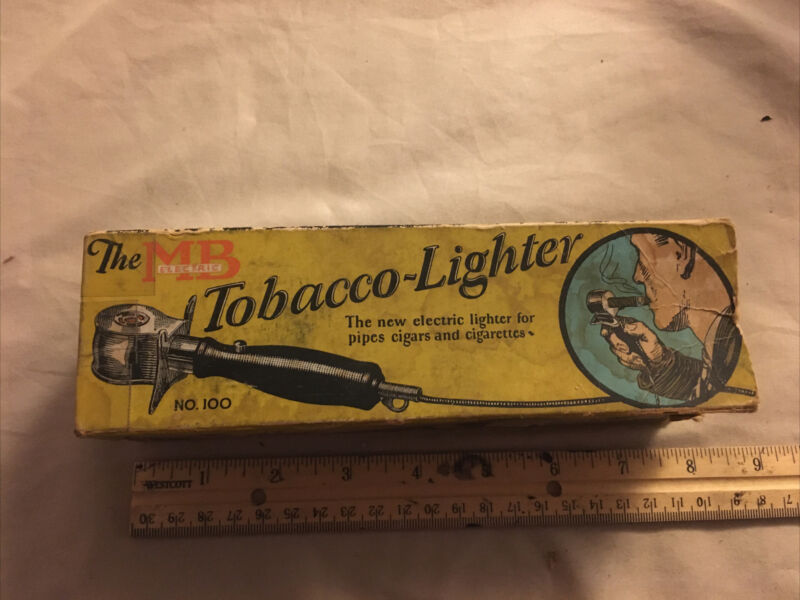 The MB
ELECTRIC
Tobacco-Lighter
The new electric lighter for
pipes cigars and cigarettes-
NO. 100
WESTCOTT
1 2 3 4 5 6 7 8 9
30 29 28 27 26 25 24 23 22 21 20 19 18 17 16 15 14 13 12 11 10 9 8 7